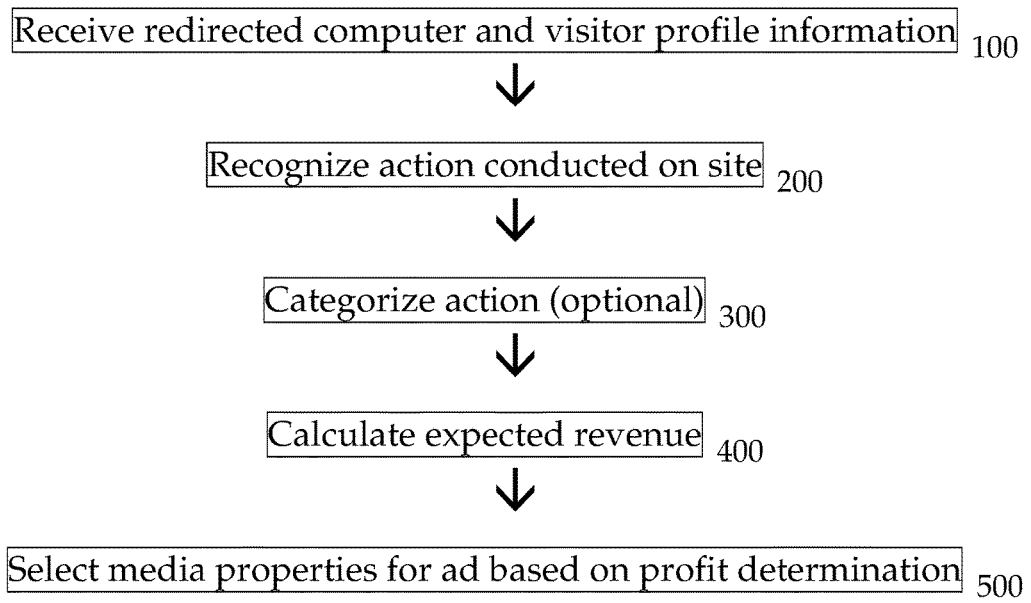 Receive redirected computer and visitor profile information 100
Recognize action conducted on site 200
Categorize action (optional) 300
Calculate expected revenue 400
Select media properties for ad based on profit determination 500